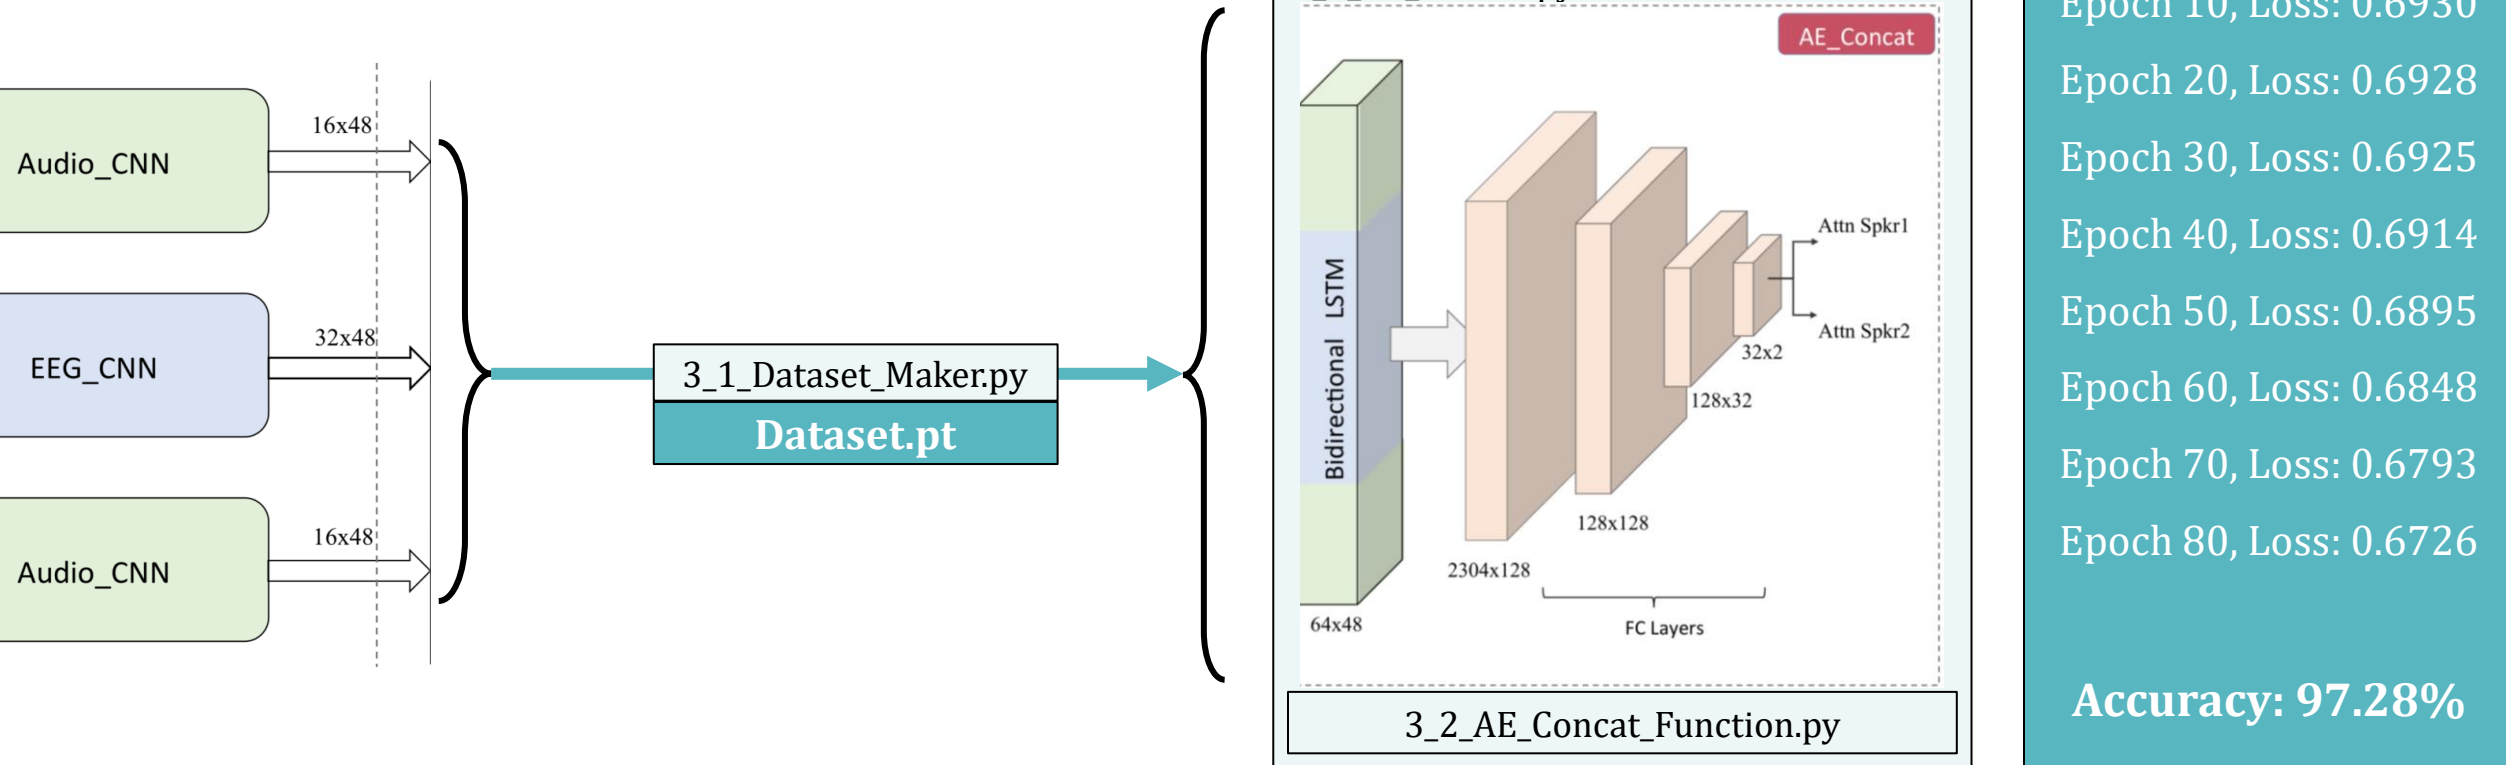 Audio_CNN
16x48
EEG_CNN
32x48
Audio_CNN
16x48
3_1_Dataset_Maker.py
Dataset.pt
AE_Concat
Bidirectional LSTM
64x48
2304x128
128x128
128x32
32x2
Attn Spkr1
Attn Spkr2
FC Layers
3_2_AE_Concat_Function.py
Epoch 10, Loss: 0.6930
Epoch 20, Loss: 0.6928
Epoch 30, Loss: 0.6925
Epoch 40, Loss: 0.6914
Epoch 50, Loss: 0.6895
Epoch 60, Loss: 0.6848
Epoch 70, Loss: 0.6793
Epoch 80, Loss: 0.6726
Accuracy: 97.28%